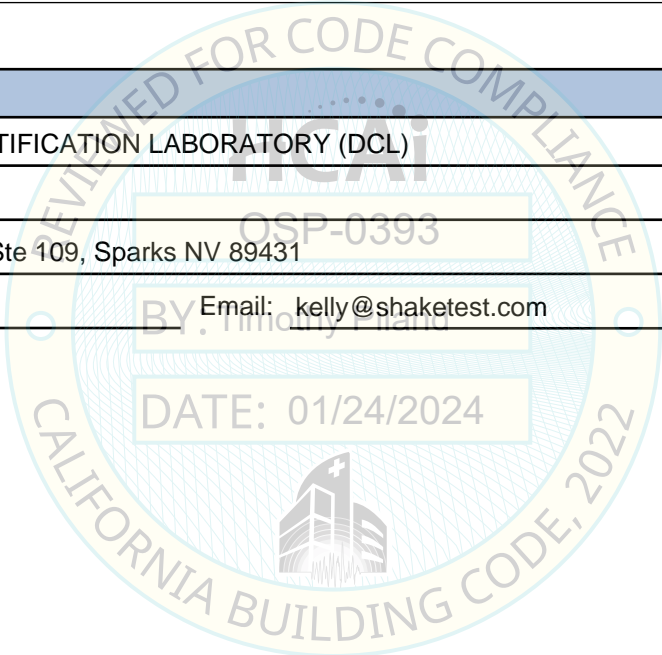 REVIEWED FOR CODE COMPLIANCE
HCAi
TIFICATION LABORATORY (DCL)
OSP-0393
Ste 109, Sparks NV 89431
Email: kelly@shaketest.com
BY: Timothy Piland
DATE: 01/24/2024
CALIFORNIA BUILDING CODE, 2022